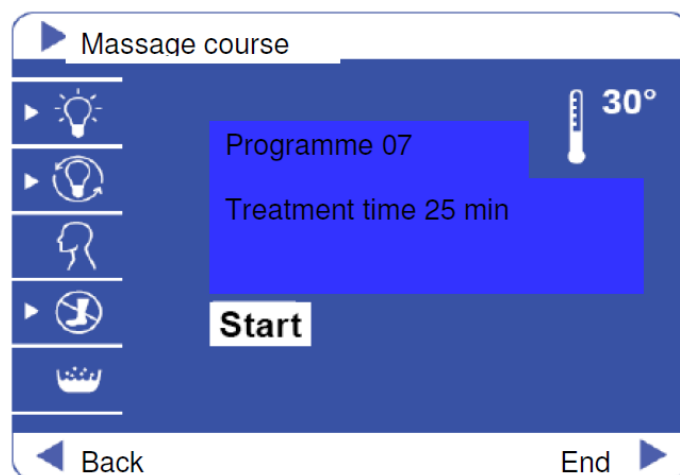 Massage course
30°
Programme 07
Treatment time 25 min
Start
Back
End